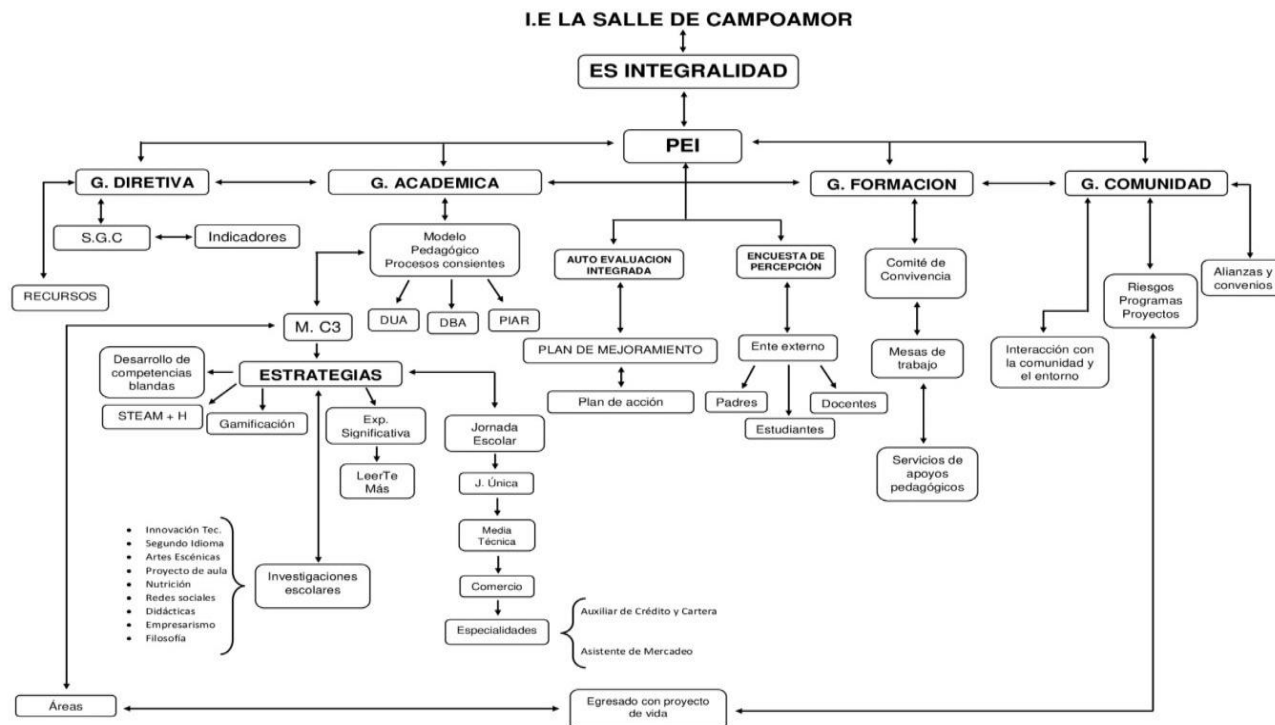 I.E LA SALLE DE CAMPOAMOR
ES INTEGRALIDAD
PEI
G. DIRETIVA
G. ACADEMICA
G. FORMACION
G. COMUNIDAD
S.G.C
Indicadores
RECURSOS
Modelo
Pedagógico
Procesos consientes
DUA
DBA
PIAR
M. C3
ESTRATEGIAS
Desarrollo de
competencias
blandas
STEAM + H
Gamificación
Exp.
Significativa
LeerTe
Más
Jornada
Escolar
J. Única
Media
Técnica
Comercio
Especialidades
Auxiliar de Crédito y Cartera
Asistente de Mercadeo
Investigaciones
escolares
• Innovación Tec.
• Segundo Idioma
• Artes Escénicas
• Proyecto de aula
• Nutrición
• Redes sociales
• Didácticas
• Empresarismo
• Filosofía
AUTO EVALUACION
INTEGRADA
PLAN DE MEJORAMIENTO
Plan de acción
ENCUESTA DE
PERCEPCIÓN
Ente externo
Padres
Estudiantes
Docentes
Comité de
Convivencia
Mesas de
trabajo
Servicios de
apoyos
pedagógicos
Interacción con
la comunidad y
el entorno
Riesgos
Programas
Proyectos
Alianzas y
convenios
Áreas
Egresado con proyecto
de vida